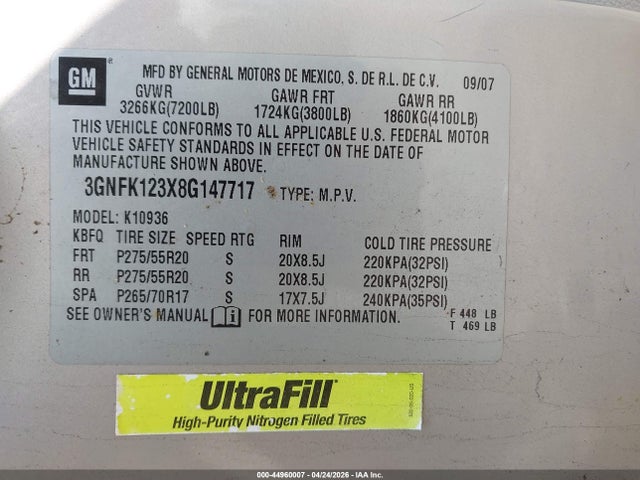 GM
MFD BY GENERAL MOTORS DE MEXICO, S. DE R.L. DE C.V. 09/07
GVWR GAWR FRT GAWR RR
3266KG(7200LB) 1724KG(3800LB) 1860KG(4100LB)
THIS VEHICLE CONFORMS TO ALL APPLICABLE U.S. FEDERAL MOTOR
VEHICLE SAFETY STANDARDS IN EFFECT ON THE DATE OF
MANUFACTURE SHOWN ABOVE.
3GNFK123X8G147717 TYPE: M.P.V.
MODEL: K10936
KBFQ TIRE SIZE SPEED RTG RIM COLD TIRE PRESSURE
FRT P275/55R20 S 20X8.5J 220KPA(32PSI)
RR P275/55R20 S 20X8.5J 220KPA(32PSI)
SPA P265/70R17 S 17X7.5J 240KPA(35PSI)
SEE OWNER'S MANUAL i FOR MORE INFORMATION.
F 448 LB
T 469 LB
UltraFill
High-Purity Nitrogen Filled Tires
000-44960007 - 04/24/2026 - IAA Inc.